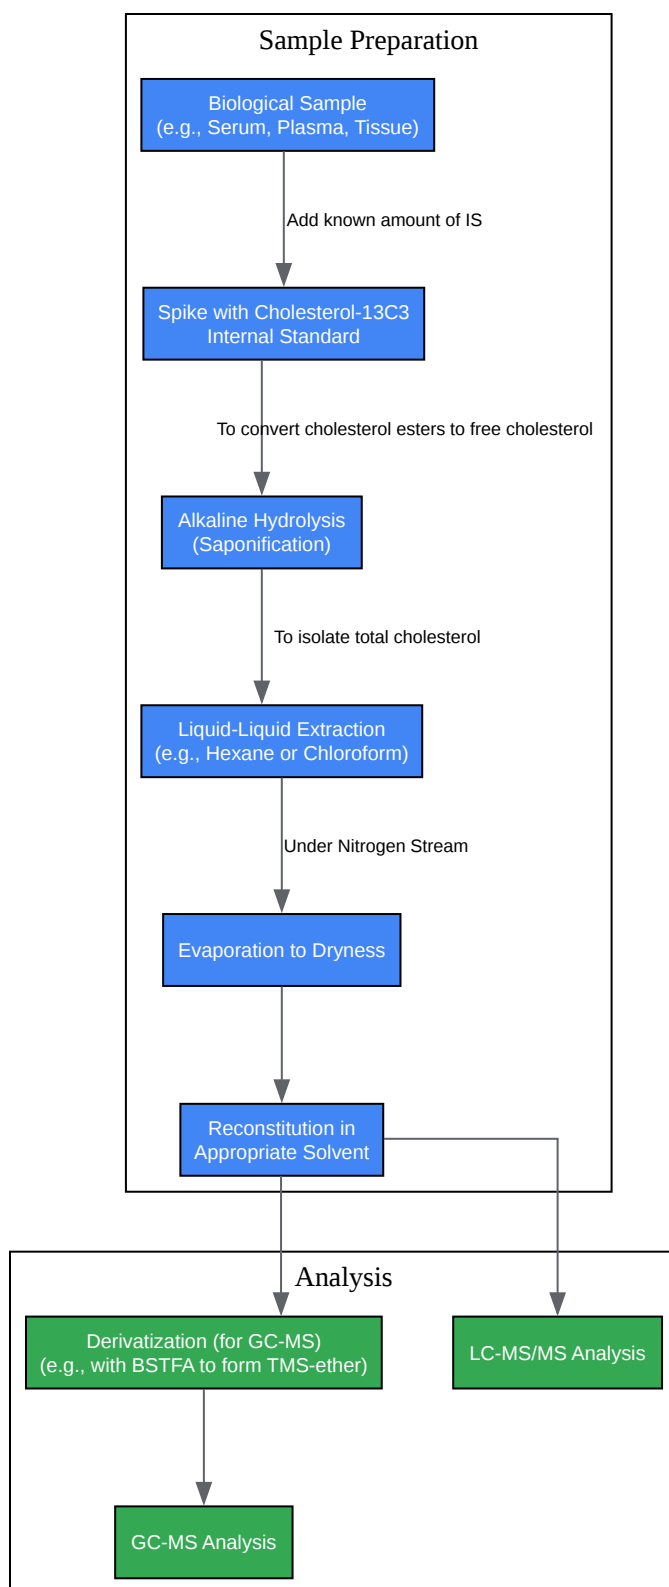 Sample Preparation
Biological Sample
(e.g., Serum, Plasma, Tissue)
Add known amount of IS
Spike with Cholesterol-13C3
Internal Standard
To convert cholesterol esters to free cholesterol
Alkaline Hydrolysis
(Saponification)
To isolate total cholesterol
Liquid-Liquid Extraction
(e.g., Hexane or Chloroform)
Under Nitrogen Stream
Evaporation to Dryness
Reconstitution in
Appropriate Solvent
Analysis
Derivatization (for GC-MS)
(e.g., with BSTFA to form TMS-ether)
LC-MS/MS Analysis
GC-MS Analysis